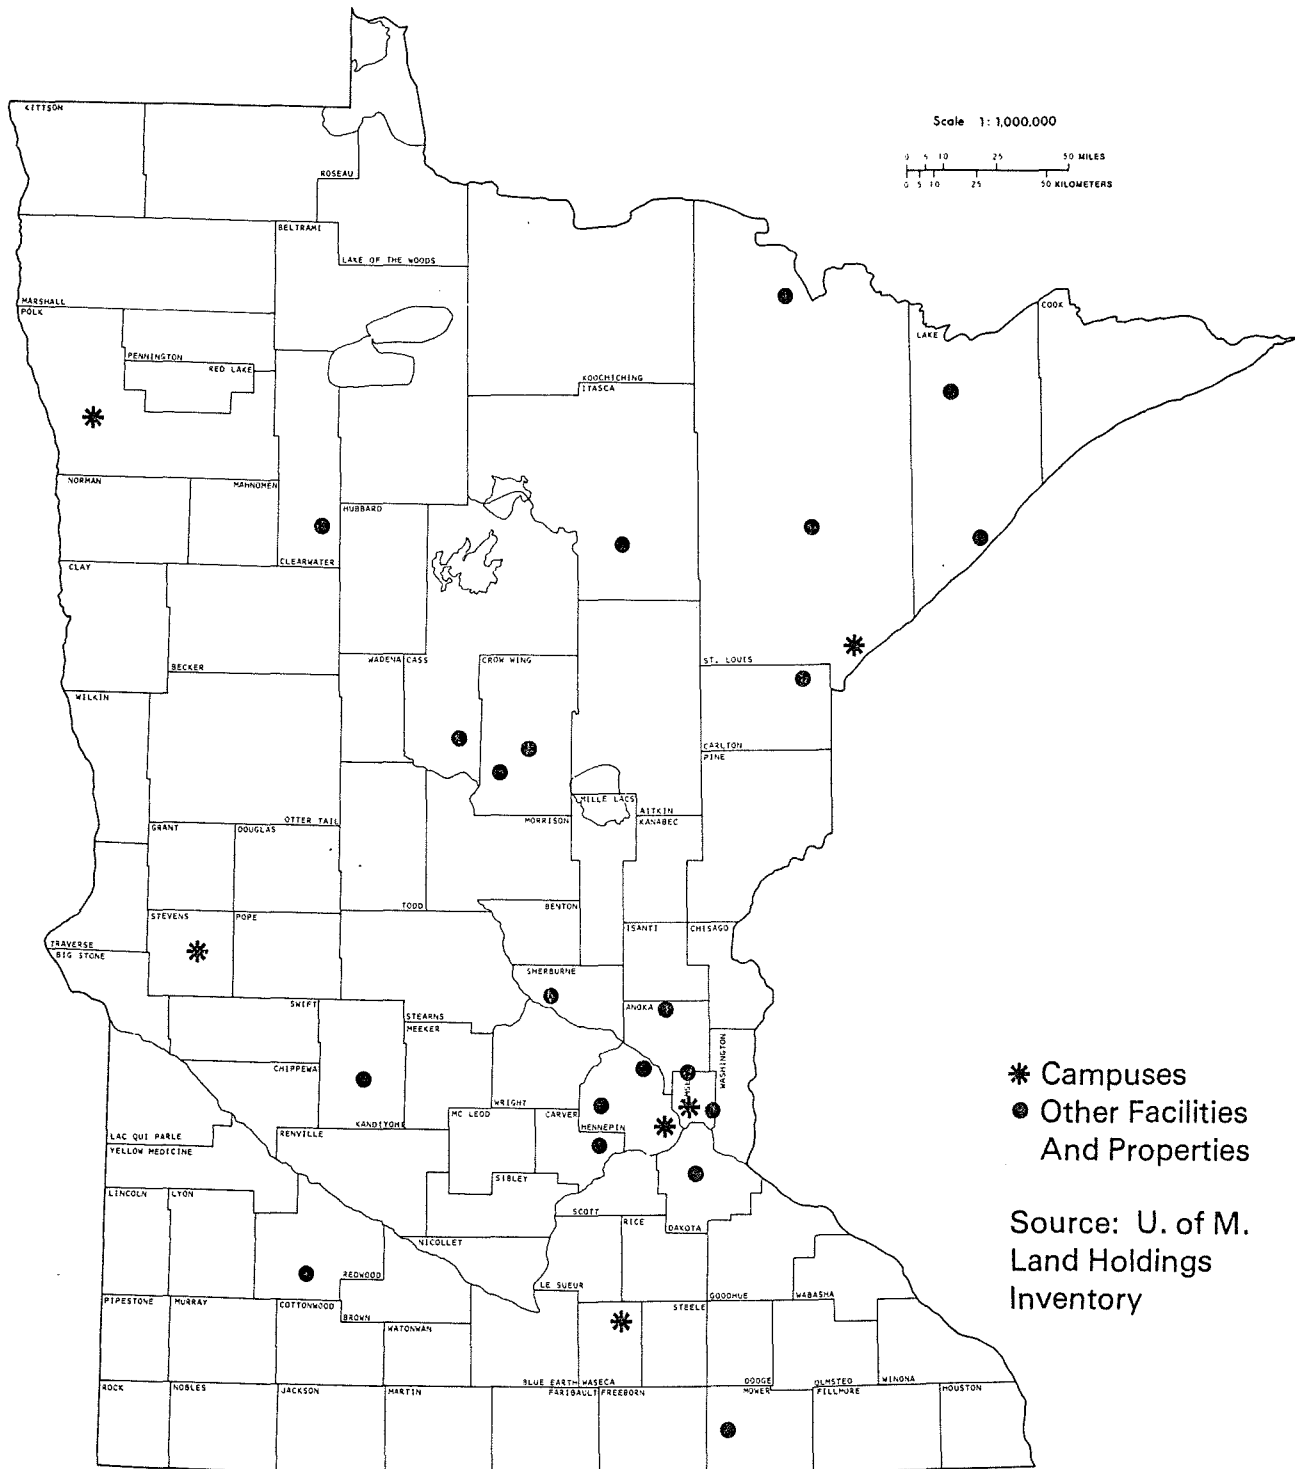 Scale 1: 1,000,000
0 5 10 25 50 MILES
0 5 10 25 50 KILOMETERS
KITTSON
ROSEAU
BELTRAMI
LAKE OF THE WOODS
MARSHALL
POLK
PENNINGTON
RED LAKE
KOOCHICHING
ITASCA
LAKE
COOK
NORMAN
MAHNOMEN
HUBBARD
CLAY
CLEARWATER
BECKER
WADENA
CASS
CROW WING
ST. LOUIS
WILKIN
CARLTON
PINE
OTTER TAIL
MORRISON
MILLE LACS
AITKIN
KANABEC
GRANT
DOUGLAS
TODD
BENTON
STEVENS
POPE
ISANTI
CHISAGO
TRAVERSE
BIG STONE
SHERBURNE
SWIFT
STEARNS
MEEKER
ANOKA
WASHINGTON
CHIPPEWA
KANDIYOHI
WRIGHT
MC LEOD
CARVER
HENNEPIN
LAC QUI PARLE
YELLOW MEDICINE
RENVILLE
SIBLEY
LINCOLN
LYON
SCOTT
RICE
DAKOTA
NICOLLET
REDWOOD
LE SUEUR
GOODHUE
WABASHA
PIPESTONE
MURRAY
COTTONWOOD
BROWN
WATONWAN
STEELE
BLUE EARTH
WASECA
DODGE
OLMSTED
WINONA
ROCK
NOBLES
JACKSON
MARTIN
FARIBAULT
FREEBORN
MOWER
FILLMORE
HOUSTON
Campuses
Other Facilities
And Properties
Source: U. of M.
Land Holdings
Inventory